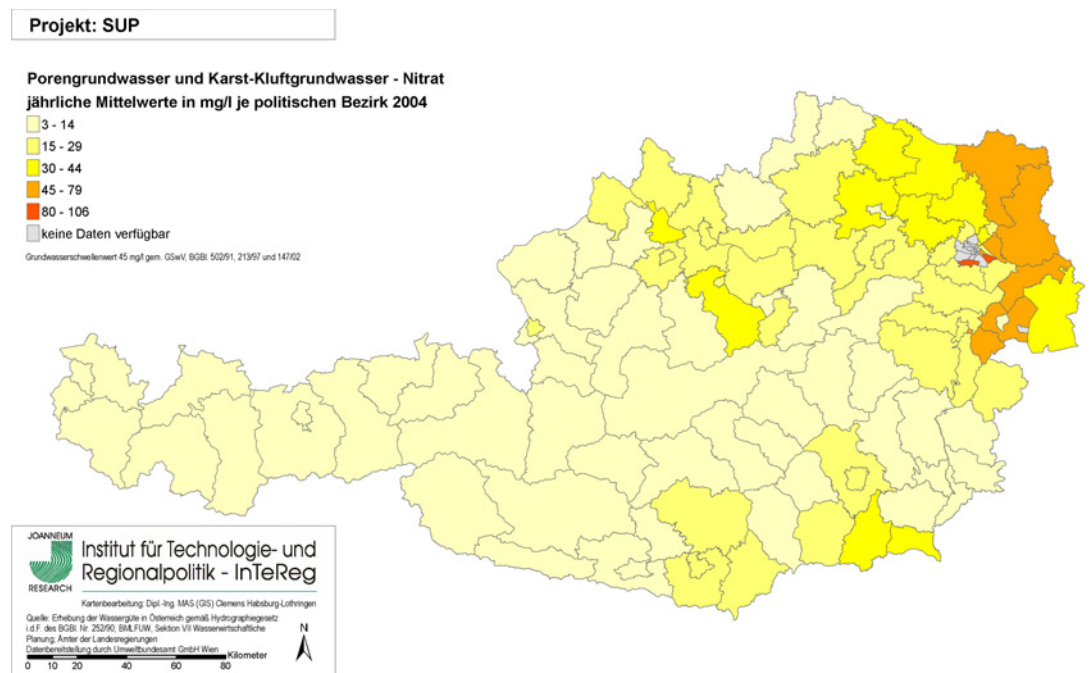 Projekt: SUP
Porengrundwasser und Karst-Kluftgrundwasser - Nitrat
jährliche Mittelwerte in mg/l je politischen Bezirk 2004
3 - 14
15 - 29
30 - 44
45 - 79
80 - 106
keine Daten verfügbar
Grundwasserschwellenwert 45 mg/l gem. GSwV, BGBl. 502/91, 213/97 und 147/02
JOANNEUM
RESEARCH
Institut für Technologie- und
Regionalpolitik - InTeReg
Kartenbearbeitung: Dipl.-Ing. MAS (GIS) Clemens Habsburg-Lothringen
Quelle: Erhebung der Wassergüte in Österreich gemäß Hydrographiegesetz
i.d.F. des BGBl. Nr. 252/90, BMLFUW, Sektion VII Wasserwirtschaftliche
Planung; Ämter der Landesregierungen
Datenbereitstellung durch Umweltbundesamt GmbH Wien
N
Kilometer
0 10 20 40 60 80